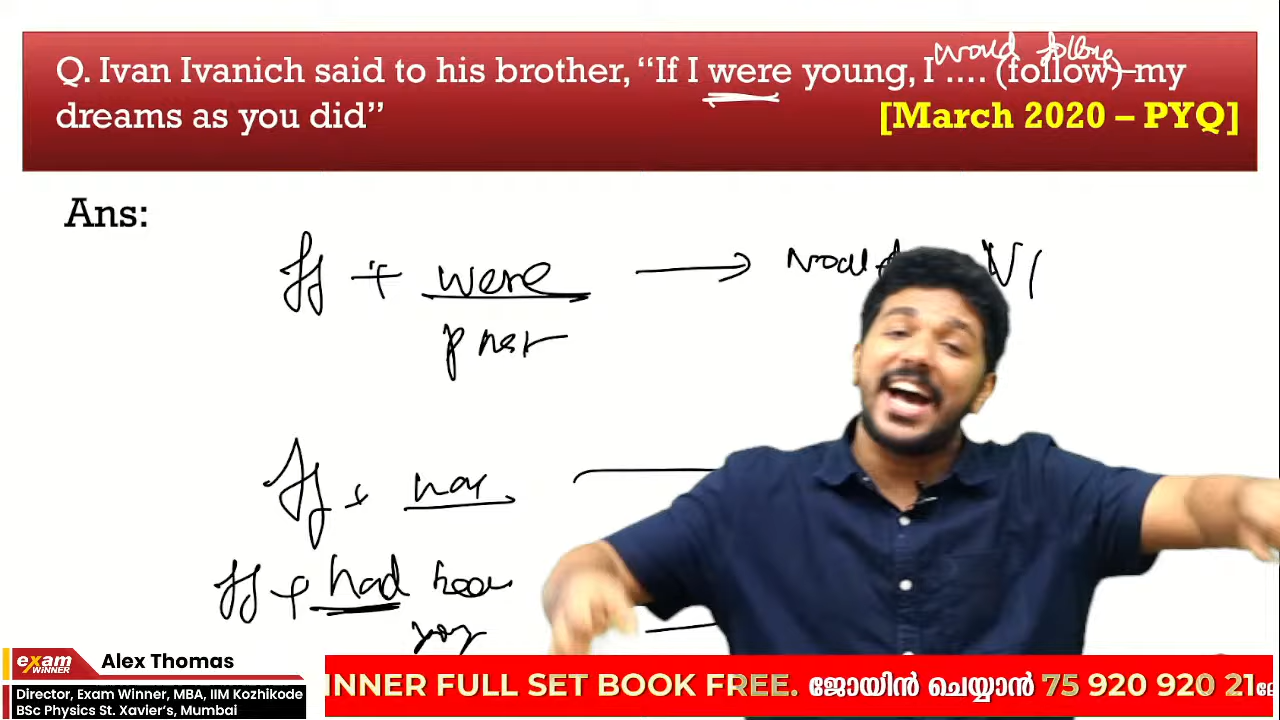 would follow
Q. Ivan Ivanich said to his brother, “If I were young, I .... (follow) my
dreams as you did” [March 2020 – PYQ]
Ans:
If + were → would V1
If + was
If + had been
exam WINNER Alex Thomas
Director, Exam Winner, MBA, IIM Kozhikode
BSc Physics St. Xavier’s, Mumbai
INNER FULL SET BOOK FREE. ജോയിൻ ചെയ്യാൻ 75 920 920 21